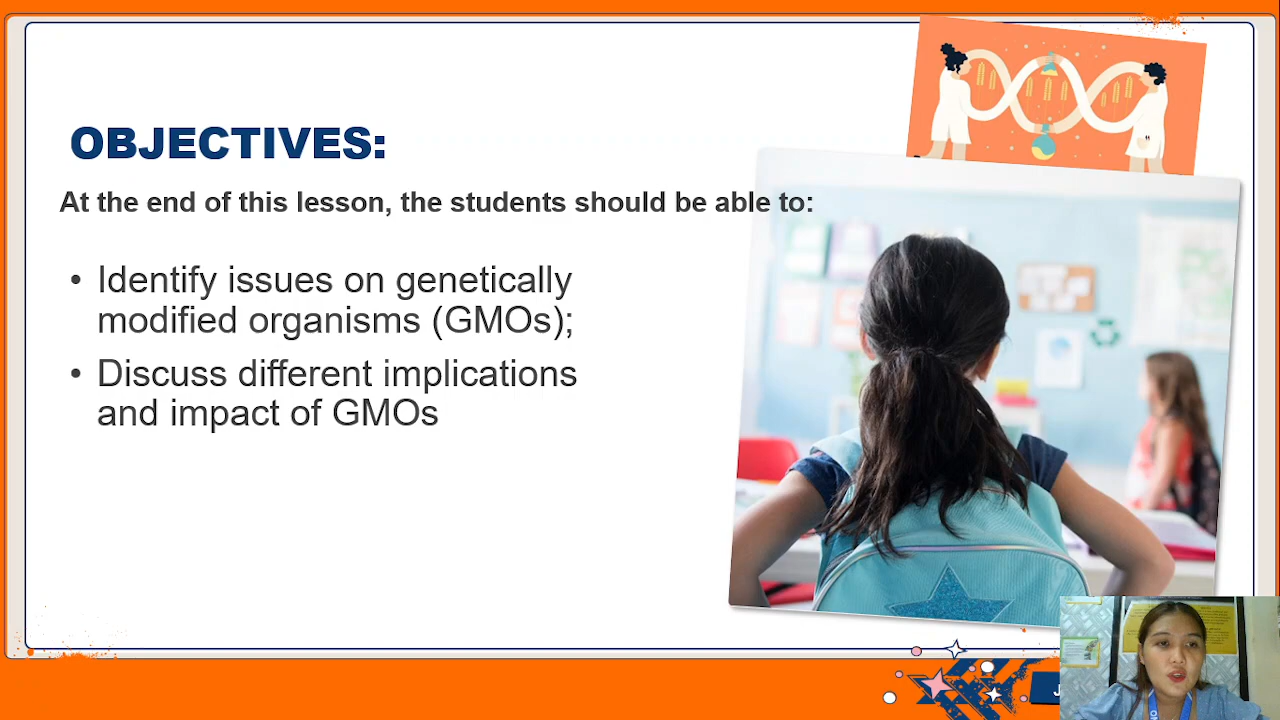 OBJECTIVES:
At the end of this lesson, the students should be able to:
• Identify issues on genetically
modified organisms (GMOs);
• Discuss different implications
and impact of GMOs